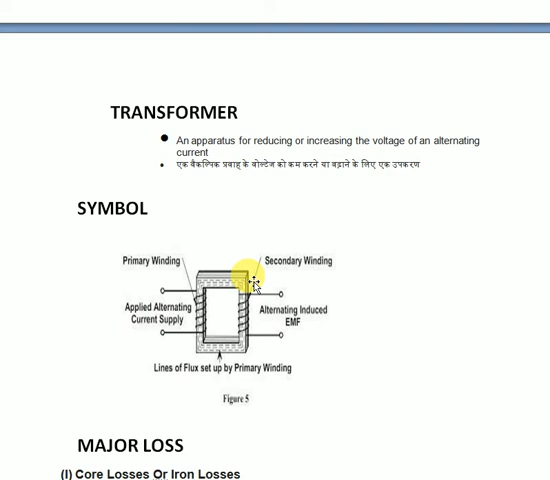 TRANSFORMER
An apparatus for reducing or increasing the voltage of an alternating
current
एक वैकल्पिक प्रवाह के वोल्टेज को कम करने या बढ़ाने के लिए एक उपकरण
SYMBOL
Primary Winding
Secondary Winding
Applied Alternating
Current Supply
Alternating Induced
EMF
Lines of Flux set up by Primary Winding
Figure 5
MAJOR LOSS
(I) Core Losses Or Iron Losses